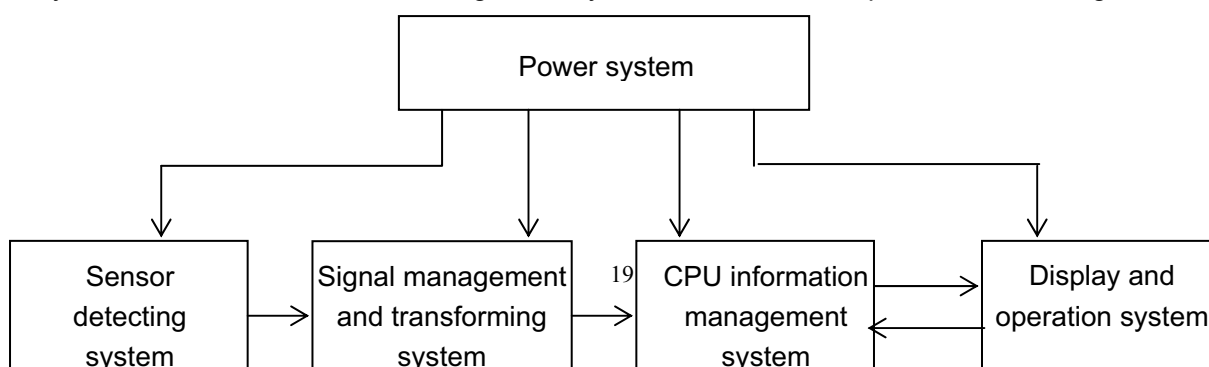 Power system
Sensor
detecting
system
Signal management
and transforming
system
19
CPU information
management
system
Display and
operation system